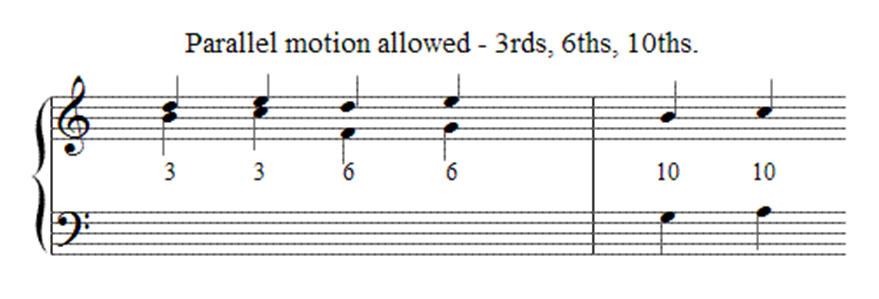 Parallel motion allowed - 3rds, 6ths, 10ths.
3 3 6 6 10 10